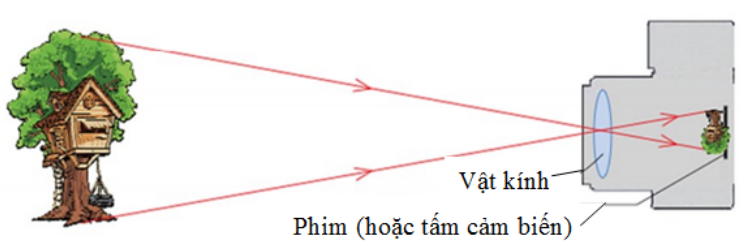 Vật kính
Phim (hoặc tấm cảm biến)